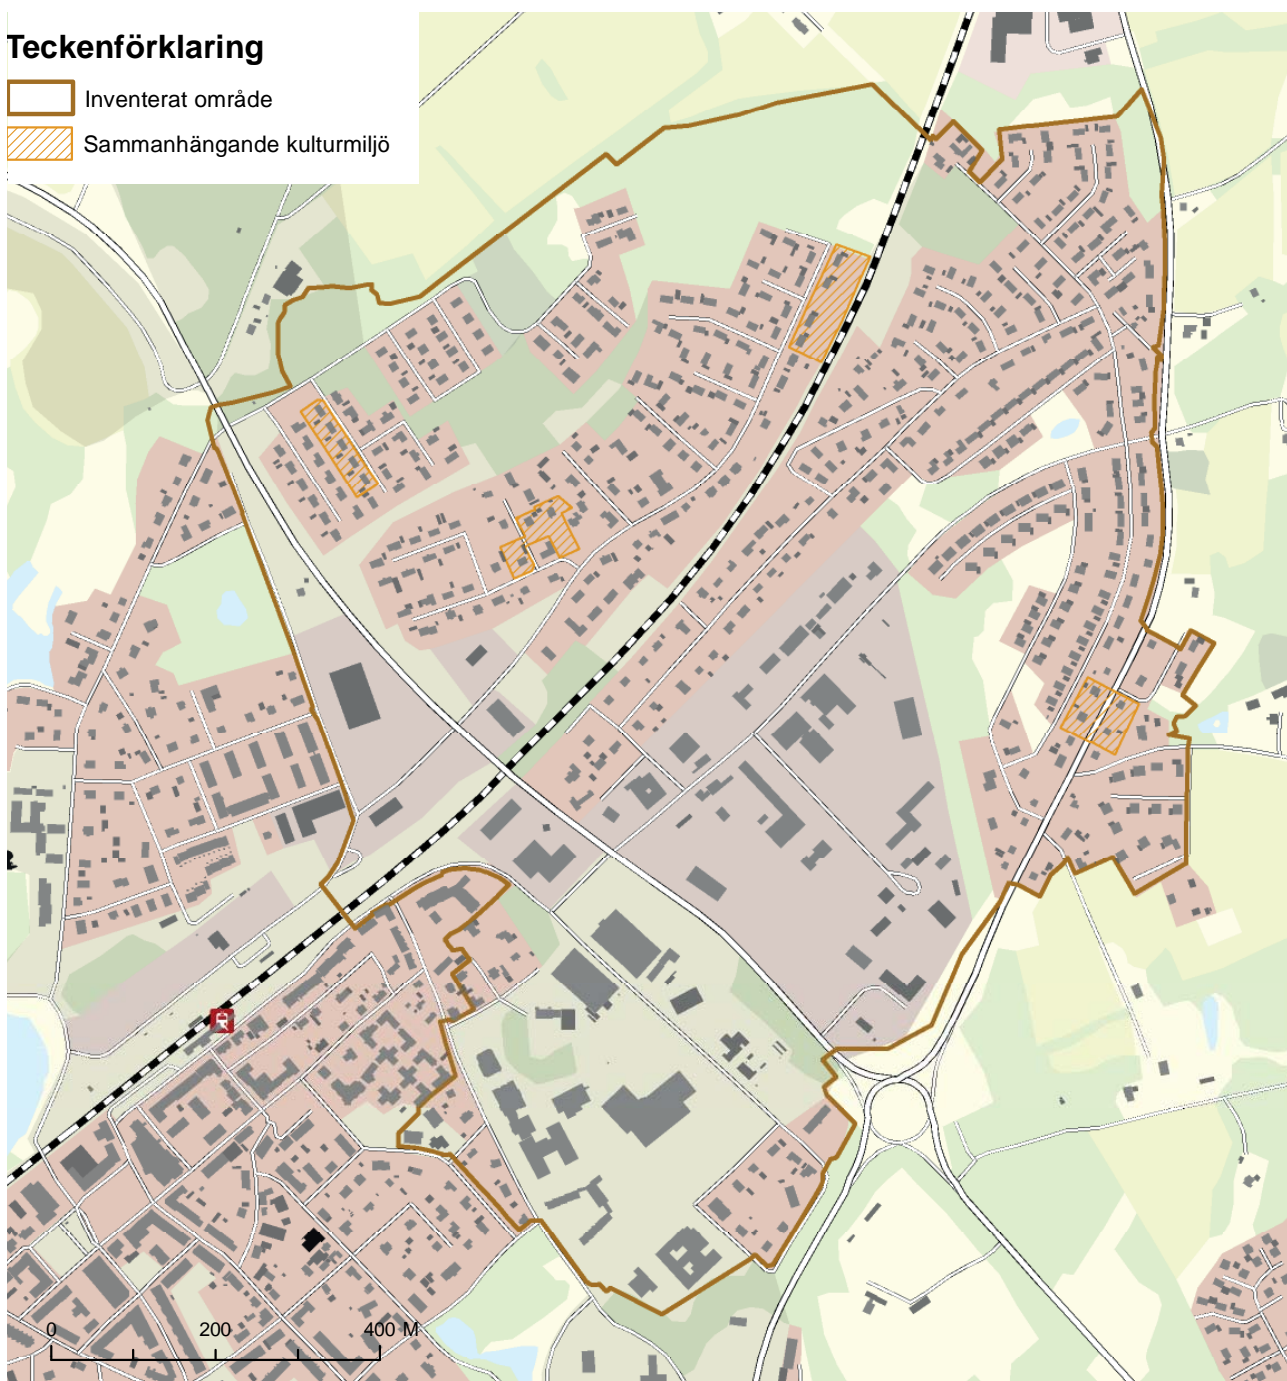 Teckenförklaring
Inventerat område
Sammanhängande kulturmiljö
0 200 400 M